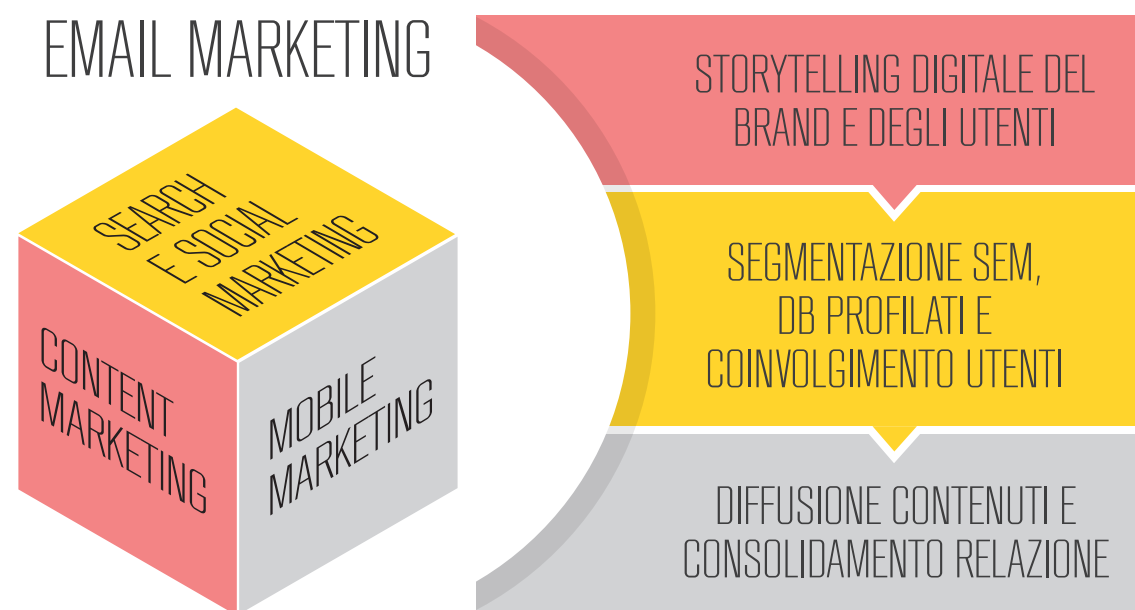 EMAIL MARKETING
SEARCH
E SOCIAL
MARKETING
CONTENT
MARKETING
MOBILE
MARKETING
STORYTELLING DIGITALE DEL
BRAND E DEGLI UTENTI
SEGMENTAZIONE SEM,
DB PROFILATI E
COINVOLGIMENTO UTENTI
DIFFUSIONE CONTENUTI E
CONSOLIDAMENTO RELAZIONE